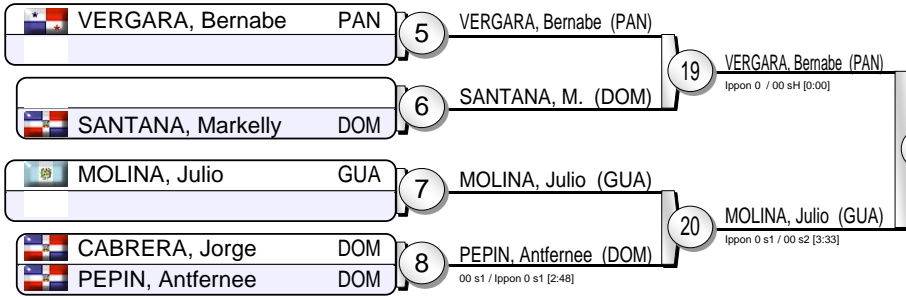 VERGARA, Bernabe PAN
5
VERGARA, Bernabe (PAN)
19
VERGARA, Bernabe (PAN)
Ippon 0 / 00 sH [0:00]
6
SANTANA, M. (DOM)
SANTANA, Markelly DOM
MOLINA, Julio GUA
7
MOLINA, Julio (GUA)
20
MOLINA, Julio (GUA)
Ippon 0 s1 / 00 s2 [3:33]
CABRERA, Jorge DOM
8
PEPIN, Antfernee (DOM)
00 s1 / Ippon 0 s1 [2:48]
PEPIN, Antfernee DOM